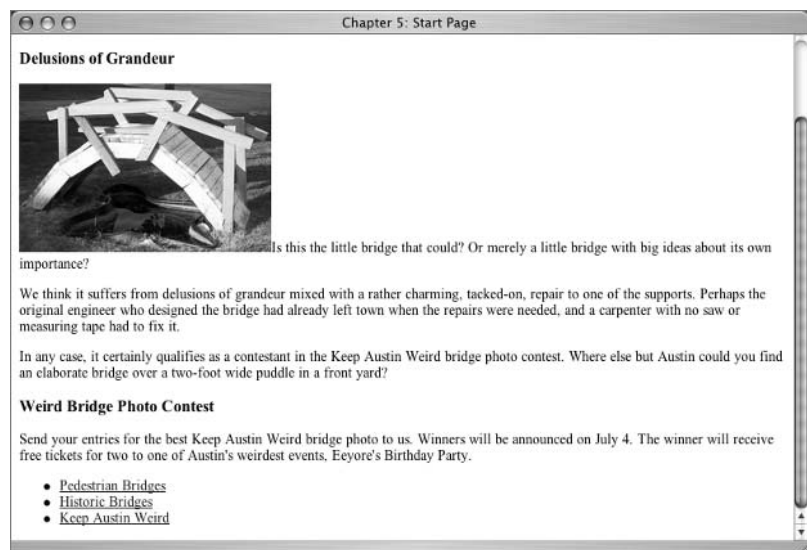 Chapter 5: Start Page
Delusions of Grandeur
Is this the little bridge that could? Or merely a little bridge with big ideas about its own
importance?
We think it suffers from delusions of grandeur mixed with a rather charming, tacked-on, repair to one of the supports. Perhaps the
original engineer who designed the bridge had already left town when the repairs were needed, and a carpenter with no saw or
measuring tape had to fix it.
In any case, it certainly qualifies as a contestant in the Keep Austin Weird bridge photo contest. Where else but Austin could you find
an elaborate bridge over a two-foot wide puddle in a front yard?
Weird Bridge Photo Contest
Send your entries for the best Keep Austin Weird bridge photo to us. Winners will be announced on July 4. The winner will receive
free tickets for two to one of Austin's weirdest events, Eeyore's Birthday Party.
• Pedestrian Bridges
• Historic Bridges
• Keep Austin Weird